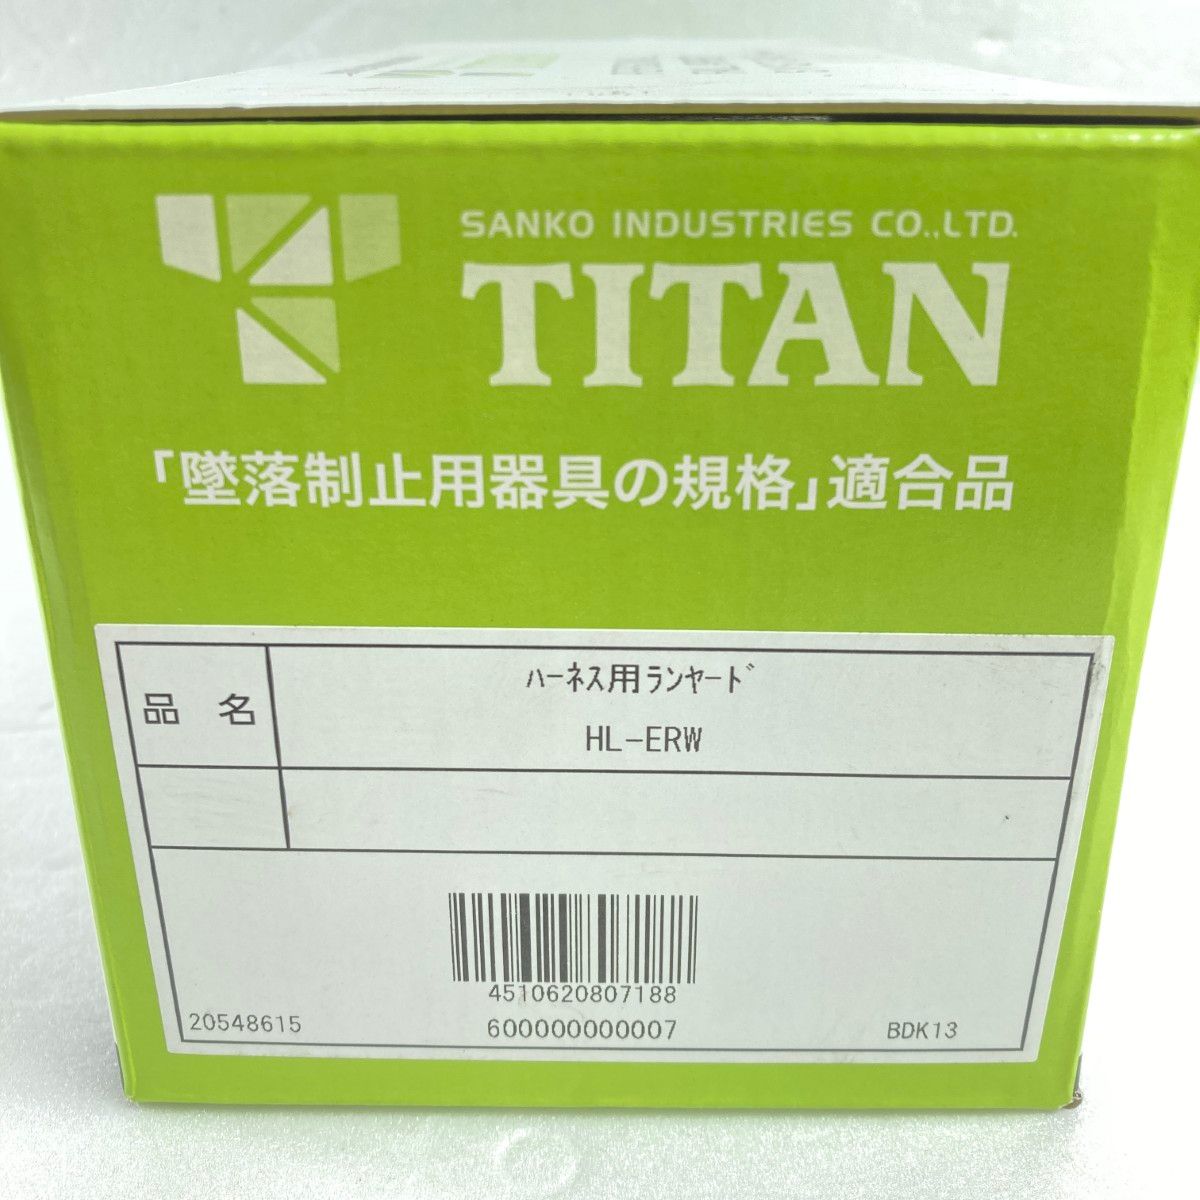 SANKO INDUSTRIES CO.,LTD.
TITAN
「墜落制止用器具の規格」適合品
品 名
ﾊｰﾈｽ用ﾗﾝﾔｰﾄﾞ
HL-ERW
4510620807188
20548615
600000000007
BDK13